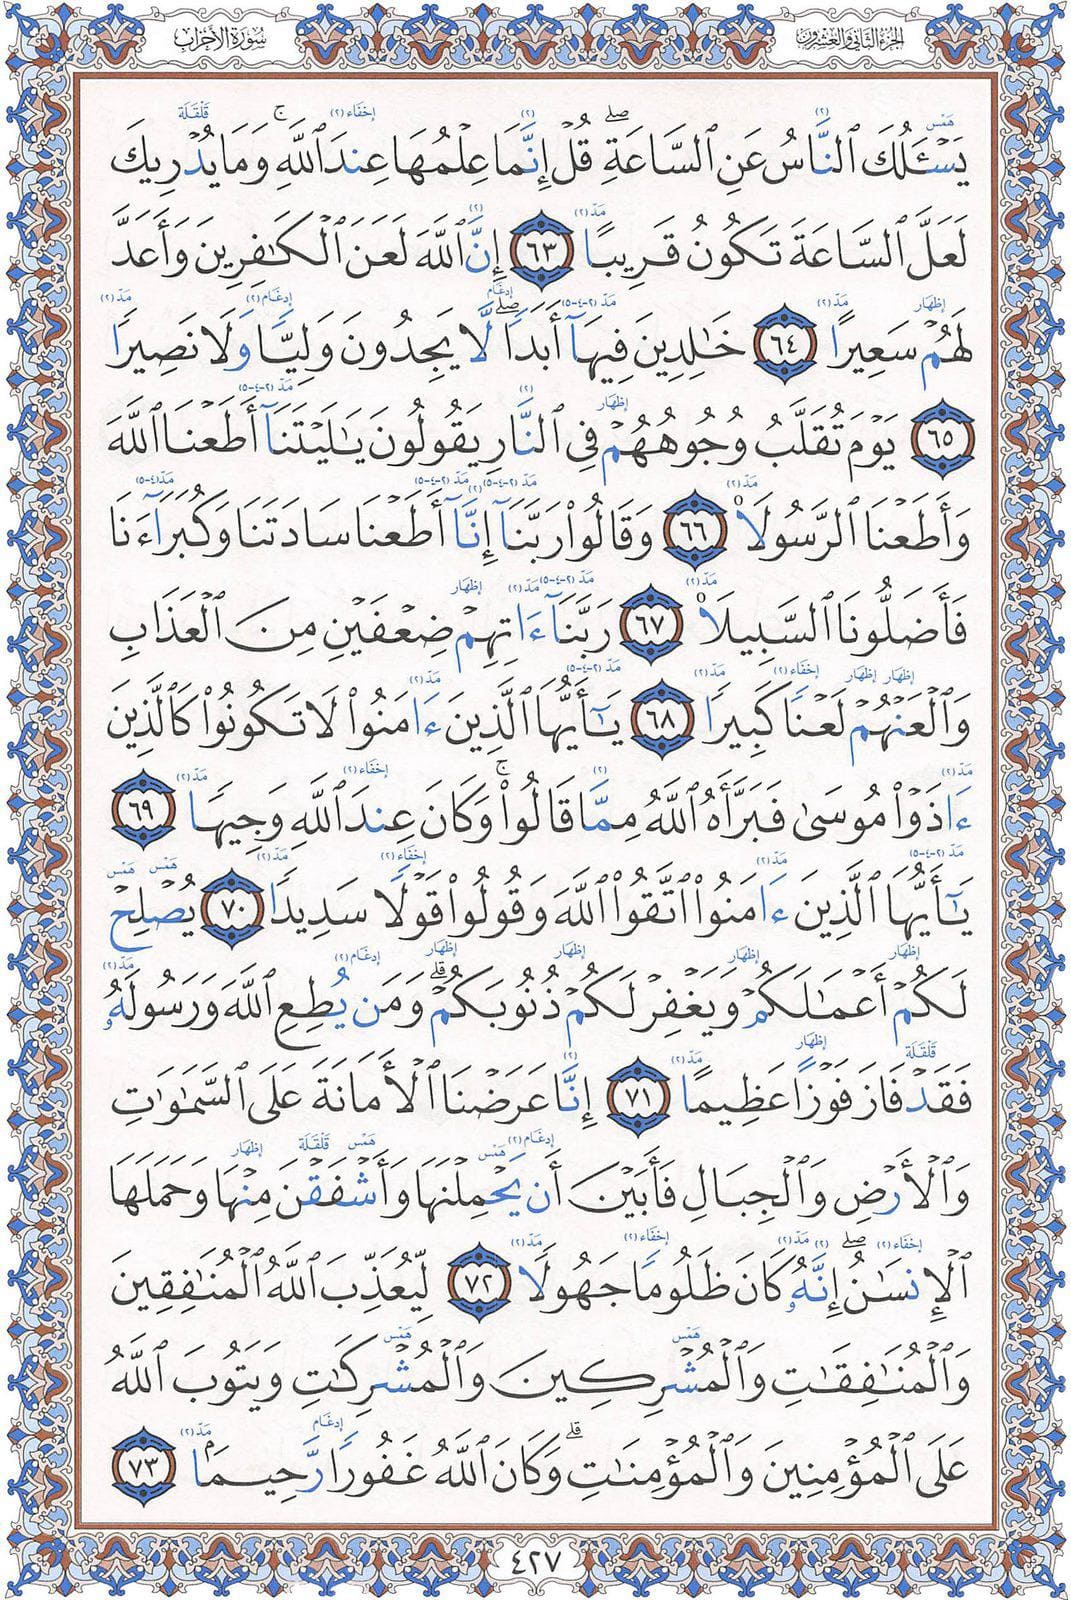 الجزء الثاني والعشرون
سورة الأحزاب
يَسْـَٔلُكَ ٱلنَّاسُ عَنِ ٱلسَّاعَةِ ۖ قُلْ إِنَّمَا عِلْمُهَا عِندَ ٱللَّهِ ۚ وَمَا يُدْرِيكَ
لَعَلَّ ٱلسَّاعَةَ تَكُونُ قَرِيبًا ٦٣ إِنَّ ٱللَّهَ لَعَنَ ٱلْكَٰفِرِينَ وَأَعَدَّ
لَهُمْ سَعِيرًا ٦٤ خَٰلِدِينَ فِيهَآ أَبَدًا ۖ لَّا يَجِدُونَ وَلِيًّا وَلَا نَصِيرًا
٦٥ يَوْمَ تُقَلَّبُ وُجُوهُهُمْ فِى ٱلنَّارِ يَقُولُونَ يَٰلَيْتَنَآ أَطَعْنَا ٱللَّهَ
وَأَطَعْنَا ٱلرَّسُولَا۠ ٦٦ وَقَالُوا۟ رَبَّنَآ إِنَّآ أَطَعْنَا سَادَتَنَا وَكُبَرَآءَنَا
فَأَضَلُّونَا ٱلسَّبِيلَا۠ ٦٧ رَبَّنَآ ءَاتِهِمْ ضِعْفَيْنِ مِنَ ٱلْعَذَابِ
وَٱلْعَنْهُمْ لَعْنًا كَبِيرًا ٦٨ يَٰٓأَيُّهَا ٱلَّذِينَ ءَامَنُوا۟ لَا تَكُونُوا۟ كَٱلَّذِينَ
ءَاذَوْا۟ مُوسَىٰ فَبَرَّأَهُ ٱللَّهُ مِمَّا قَالُوا۟ ۚ وَكَانَ عِندَ ٱللَّهِ وَجِيهًا ٦٩
يَٰٓأَيُّهَا ٱلَّذِينَ ءَامَنُوا۟ ٱتَّقُوا۟ ٱللَّهَ وَقُولُوا۟ قَوْلًا سَدِيدًا ٧٠ يُصْلِحْ
لَكُمْ أَعْمَٰلَكُمْ وَيَغْفِرْ لَكُمْ ذُنُوبَكُمْ ۗ وَمَن يُطِعِ ٱللَّهَ وَرَسُولَهُۥ
فَقَدْ فَازَ فَوْزًا عَظِيمًا ٧١ إِنَّا عَرَضْنَا ٱلْأَمَانَةَ عَلَى ٱلسَّمَٰوَٰتِ
وَٱلْأَرْضِ وَٱلْجِبَالِ فَأَبَيْنَ أَن يَحْمِلْنَهَا وَأَشْفَقْنَ مِنْهَا وَحَمَلَهَا
ٱلْإِنسَٰنُ ۖ إِنَّهُۥ كَانَ ظَلُومًا جَهُولًا ٧٢ لِّيُعَذِّبَ ٱللَّهُ ٱلْمُنَٰفِقِينَ
وَٱلْمُنَٰفِقَٰتِ وَٱلْمُشْرِكِينَ وَٱلْمُشْرِكَٰتِ وَيَتُوبَ ٱللَّهُ
عَلَى ٱلْمُؤْمِنِينَ وَٱلْمُؤْمِنَٰتِ ۗ وَكَانَ ٱللَّهُ غَفُورًا رَّحِيمًۢا ٧٣
٤٢٧